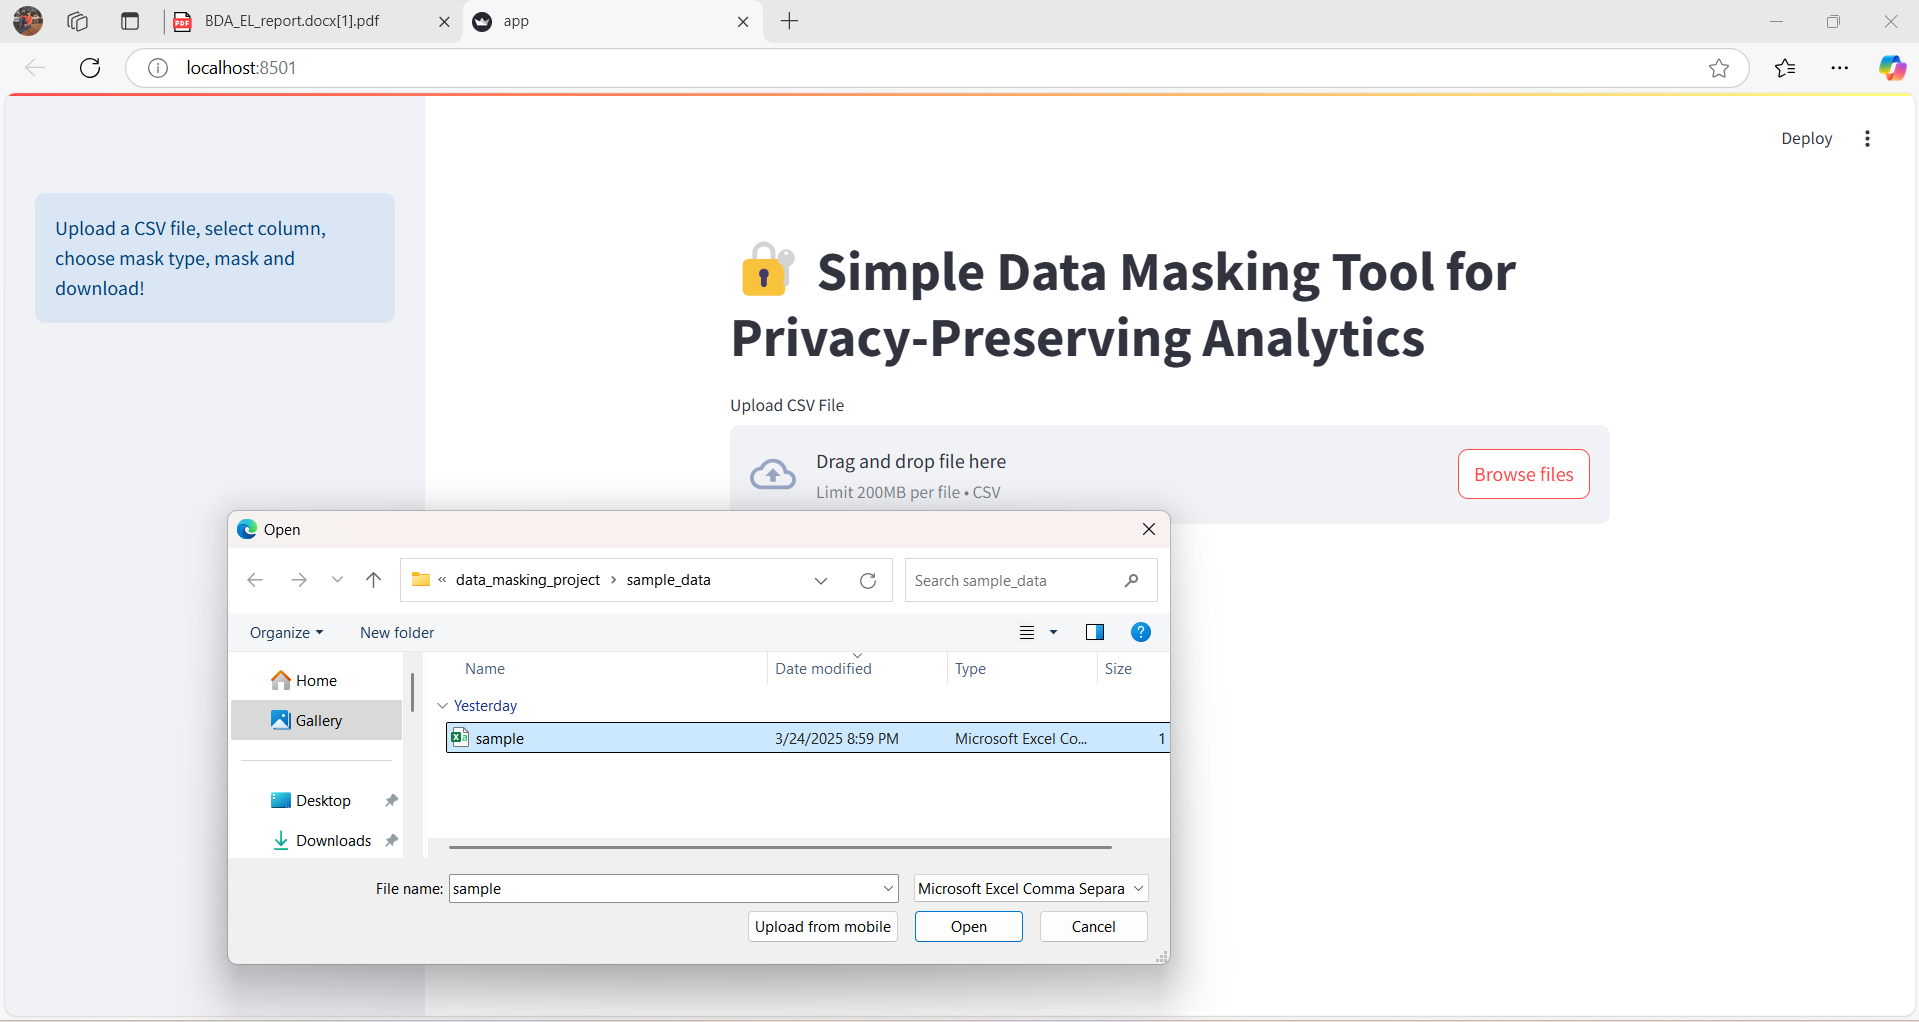 BDA_EL_report.docx[1].pdf
app
localhost:8501
Deploy
Upload a CSV file, select column,
choose mask type, mask and
download!
Simple Data Masking Tool for
Privacy-Preserving Analytics
Upload CSV File
Drag and drop file here
Limit 200MB per file • CSV
Browse files
Open
« data_masking_project › sample_data
Search sample_data
Organize
New folder
Name
Date modified
Type
Size
Home
Gallery
Desktop
Downloads
Yesterday
sample
3/24/2025 8:59 PM
Microsoft Excel Co...
1
File name:
sample
Microsoft Excel Comma Separa
Upload from mobile
Open
Cancel